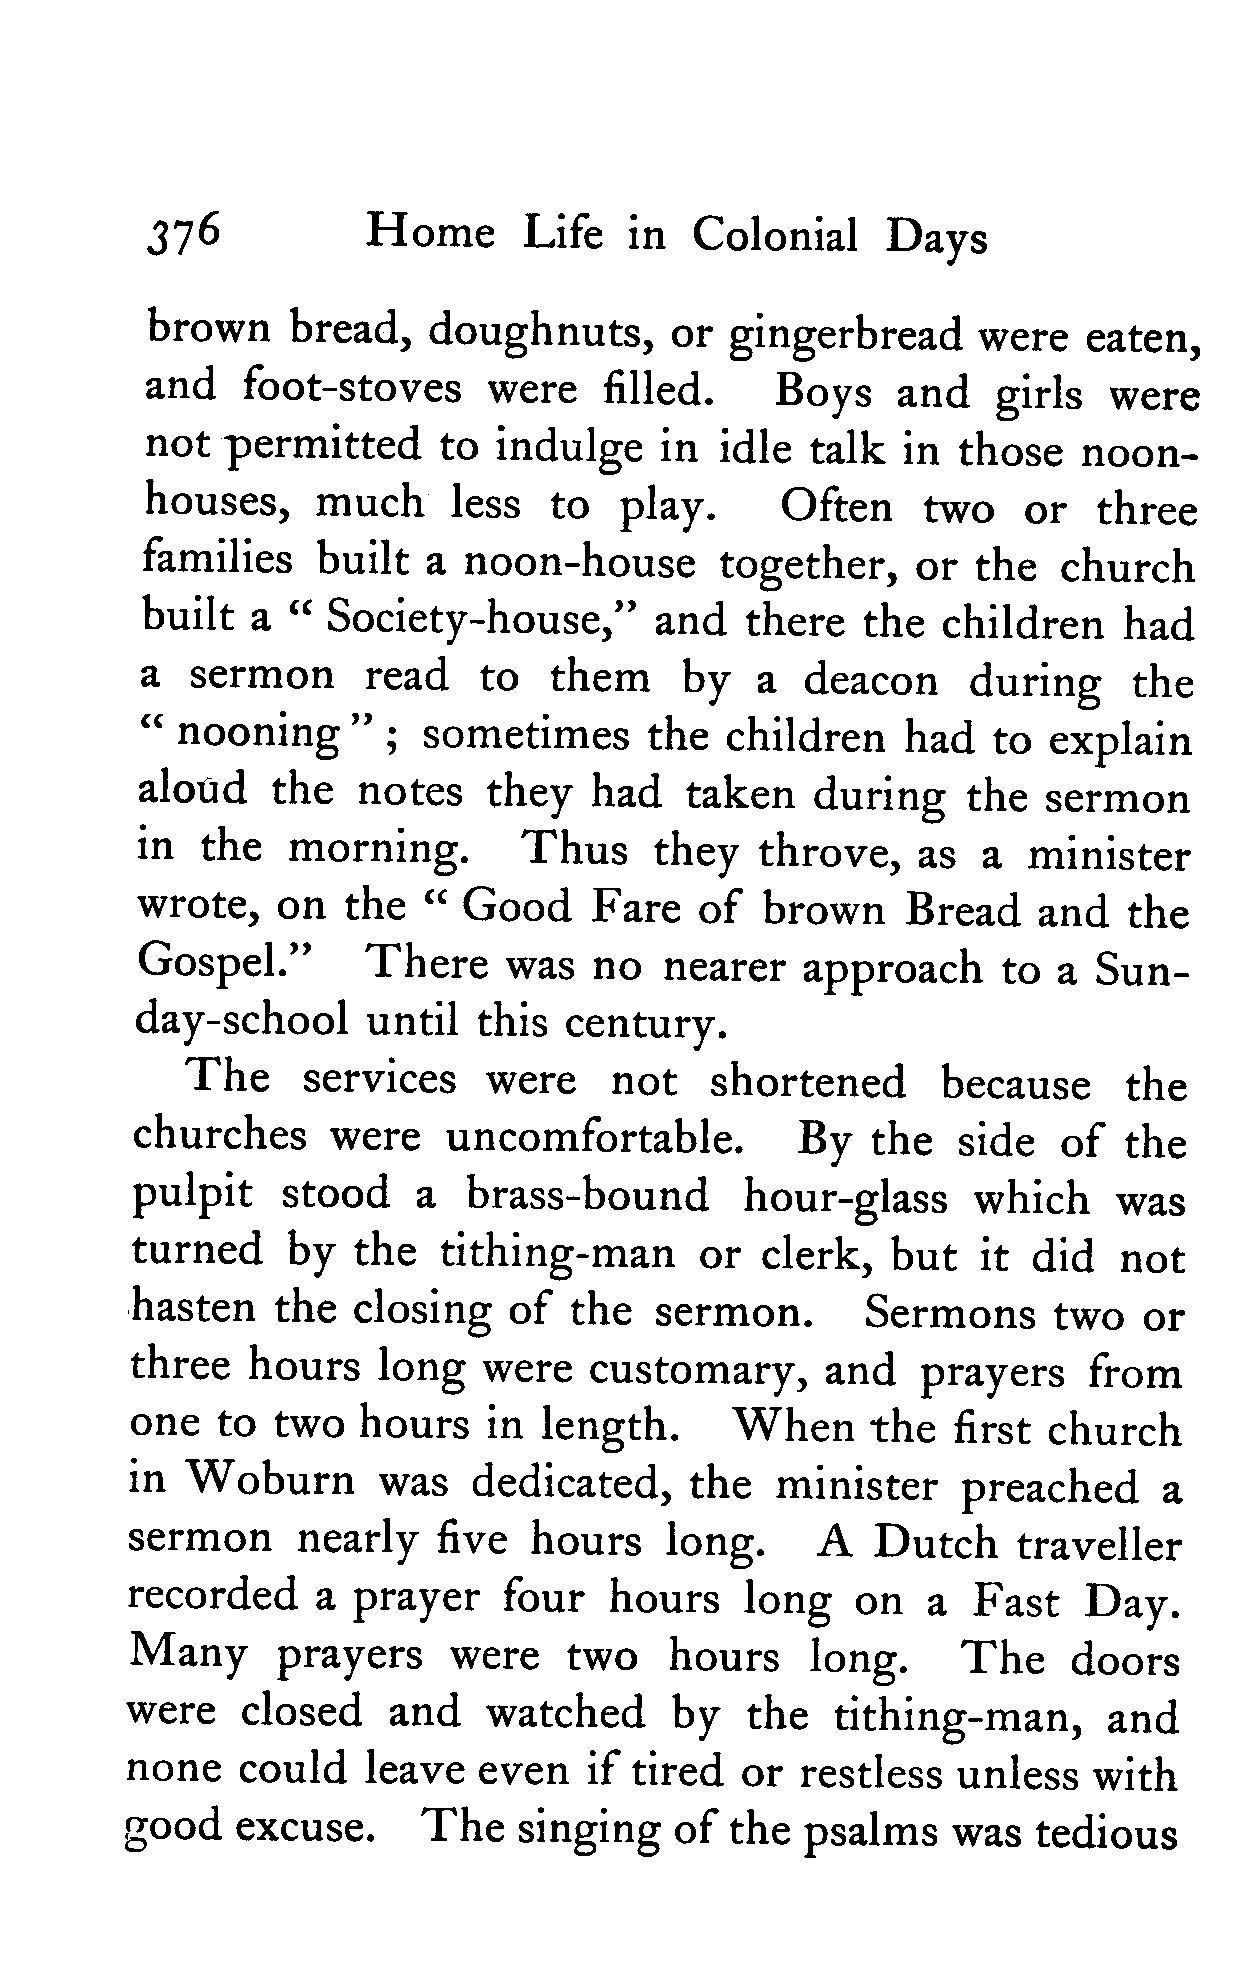 376 Home Life in Colonial Days
brown bread, doughnuts, or gingerbread were eaten,
and foot-stoves were filled. Boys and girls were
not permitted to indulge in idle talk in those noon-
houses, much less to play. Often two or three
families built a noon-house together, or the church
built a “ Society-house,” and there the children had
a sermon read to them by a deacon during the
“ nooning ” ; sometimes the children had to explain
aloud the notes they had taken during the sermon
in the morning. Thus they throve, as a minister
wrote, on the “ Good Fare of brown Bread and the
Gospel.” There was no nearer approach to a Sun-
day-school until this century.
The services were not shortened because the
churches were uncomfortable. By the side of the
pulpit stood a brass-bound hour-glass which was
turned by the tithing-man or clerk, but it did not
hasten the closing of the sermon. Sermons two or
three hours long were customary, and prayers from
one to two hours in length. When the first church
in Woburn was dedicated, the minister preached a
sermon nearly five hours long. A Dutch traveller
recorded a prayer four hours long on a Fast Day.
Many prayers were two hours long. The doors
were closed and watched by the tithing-man, and
none could leave even if tired or restless unless with
good excuse. The singing of the psalms was tedious